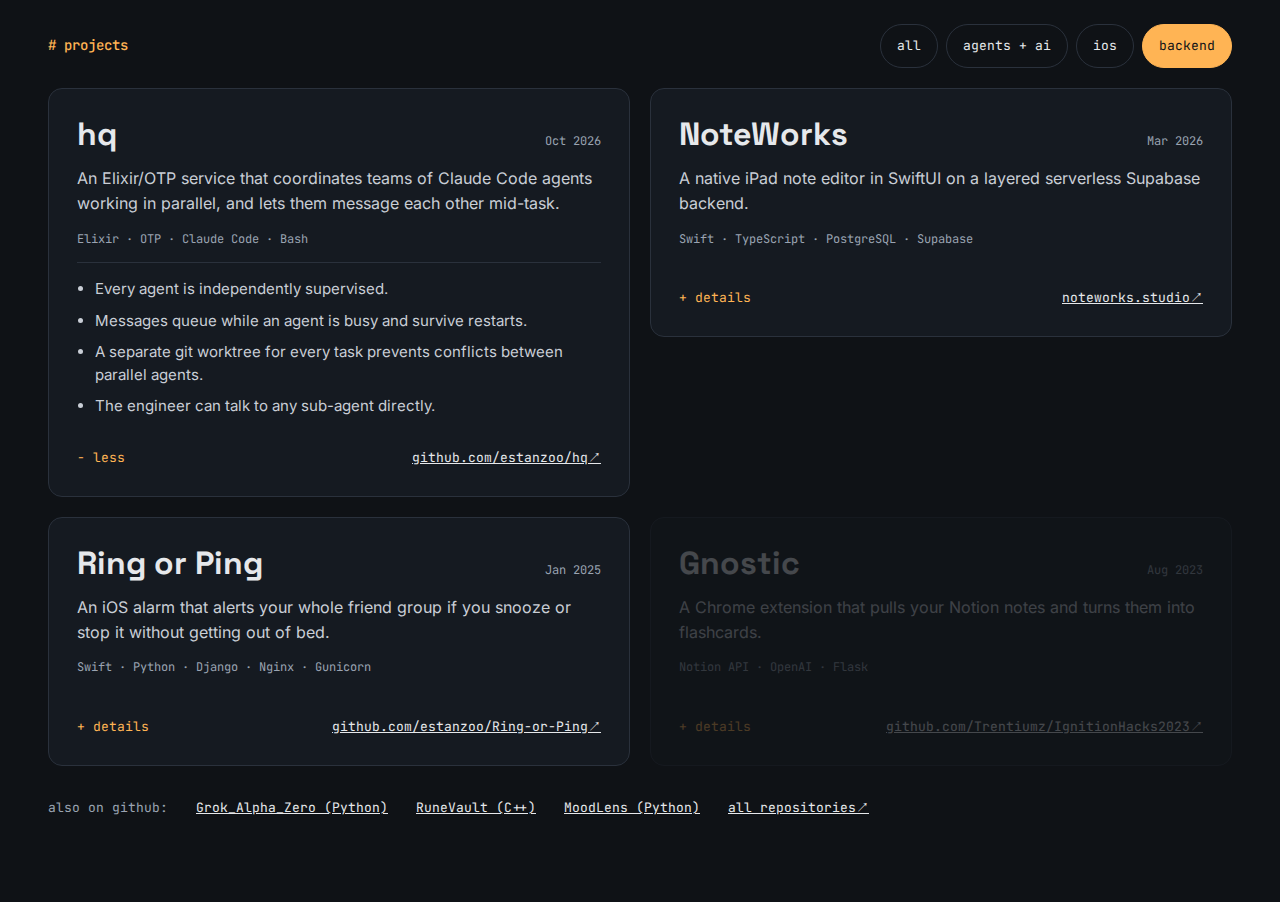 # projects
all
agents + ai
ios
backend
hq
Oct 2026
An Elixir/OTP service that coordinates teams of Claude Code agents
working in parallel, and lets them message each other mid-task.
Elixir · OTP · Claude Code · Bash
• Every agent is independently supervised.
• Messages queue while an agent is busy and survive restarts.
• A separate git worktree for every task prevents conflicts between
parallel agents.
• The engineer can talk to any sub-agent directly.
- less
github.com/estanzoo/hq↗
NoteWorks
Mar 2026
A native iPad note editor in SwiftUI on a layered serverless Supabase
backend.
Swift · TypeScript · PostgreSQL · Supabase
+ details
noteworks.studio↗
Ring or Ping
Jan 2025
An iOS alarm that alerts your whole friend group if you snooze or
stop it without getting out of bed.
Swift · Python · Django · Nginx · Gunicorn
+ details
github.com/estanzoo/Ring-or-Ping↗
Gnostic
Aug 2023
A Chrome extension that pulls your Notion notes and turns them into
flashcards.
Notion API · OpenAI · Flask
+ details
github.com/Trentiumz/IgnitionHacks2023↗
also on github:
Grok_Alpha_Zero (Python)
RuneVault (C++)
MoodLens (Python)
all repositories↗